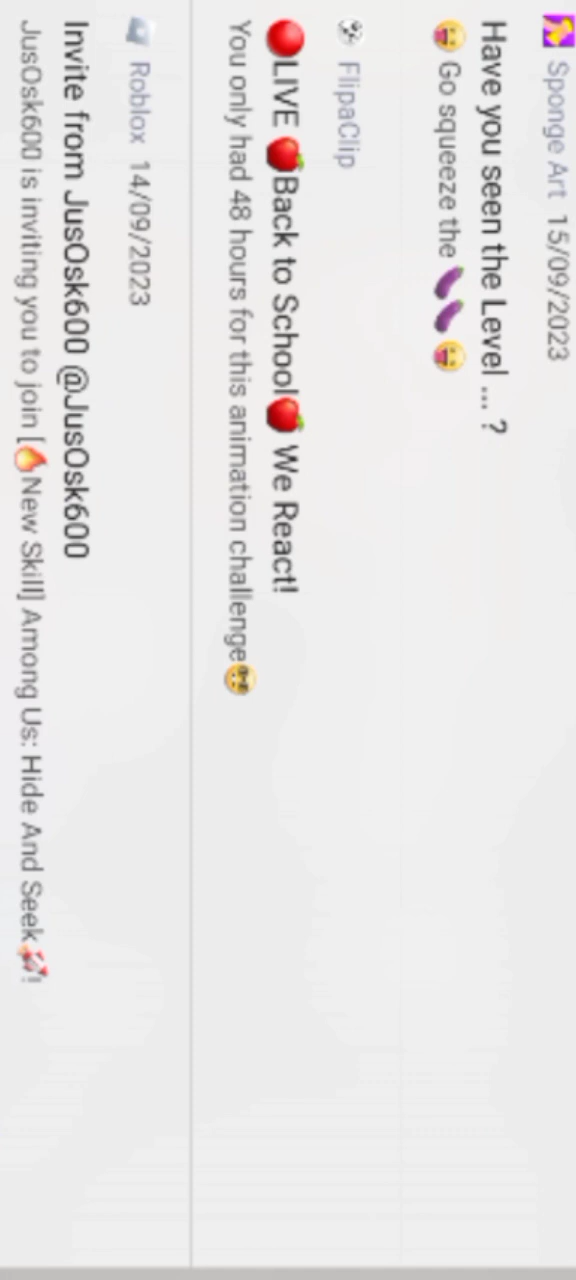 Sponge Art 15/09/2023
Have you seen the Level ... ?
😛 Go squeeze the 🍆🍆😛
FlipaClip
🔴LIVE 🍎Back to School🍎 We React!
You only had 48 hours for this animation challenge😎
Roblox 14/09/2023
Invite from JusOsk600 @JusOsk600
JusOsk600 is inviting you to join [🔥New Skill] Among Us: Hide And Seek🚀!